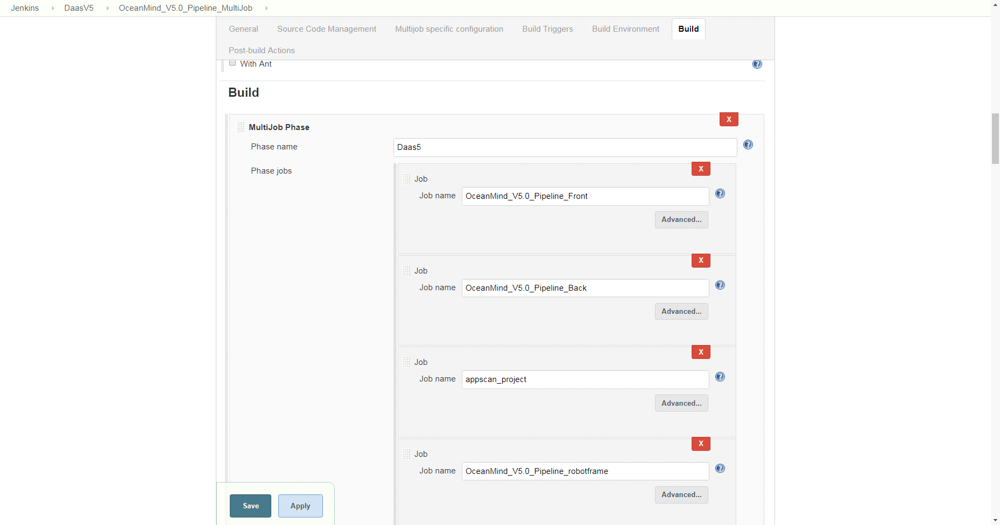 Jenkins DaasV5 OceanMind_V5.0_Pipeline_MultiJob
General Source Code Management Multijob specific configuration Build Triggers Build Environment Build
Post-build Actions
With Ant ?
Build
X
MultiJob Phase
Phase name Daas5 ?
Phase jobs
X
Job
Job name OceanMind_V5.0_Pipeline_Front ?
Advanced...
X
Job
Job name OceanMind_V5.0_Pipeline_Back ?
Advanced...
X
Job
Job name appscan_project ?
Advanced...
X
Job
Job name OceanMind_V5.0_Pipeline_robotframe ?
Advanced...
Save Apply